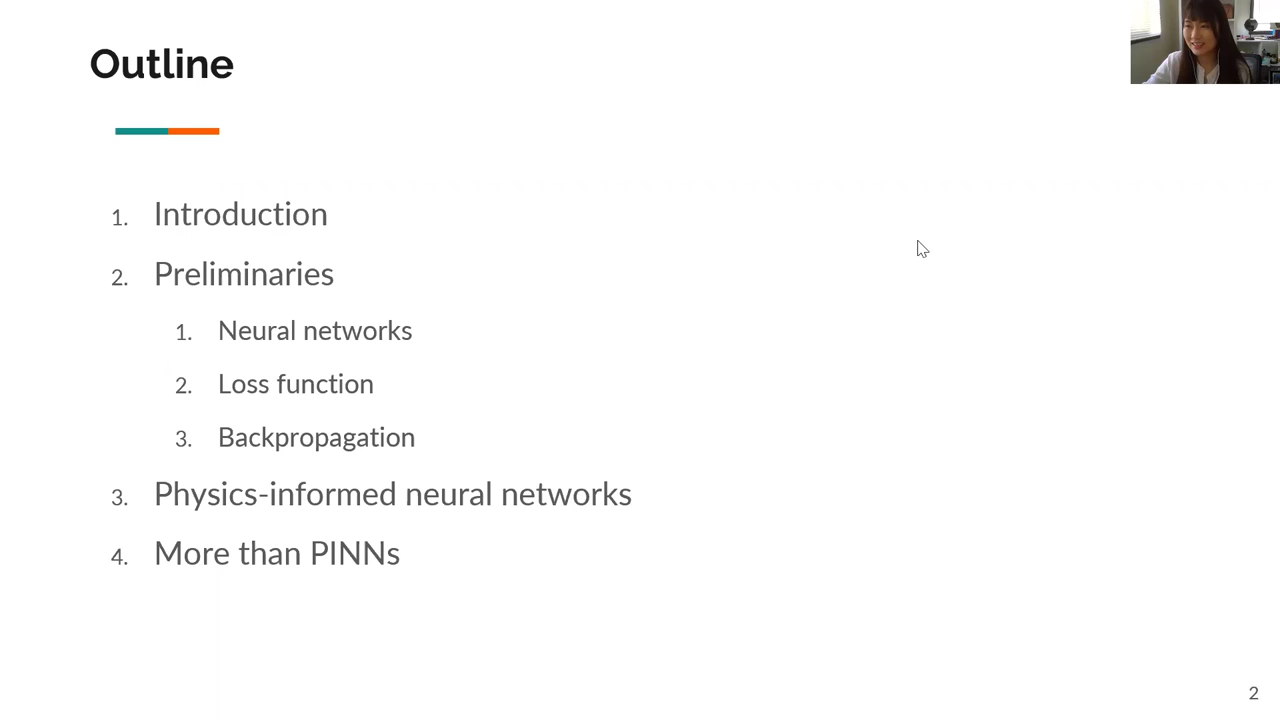 Outline
1. Introduction
2. Preliminaries
1. Neural networks
2. Loss function
3. Backpropagation
3. Physics-informed neural networks
4. More than PINNs
2